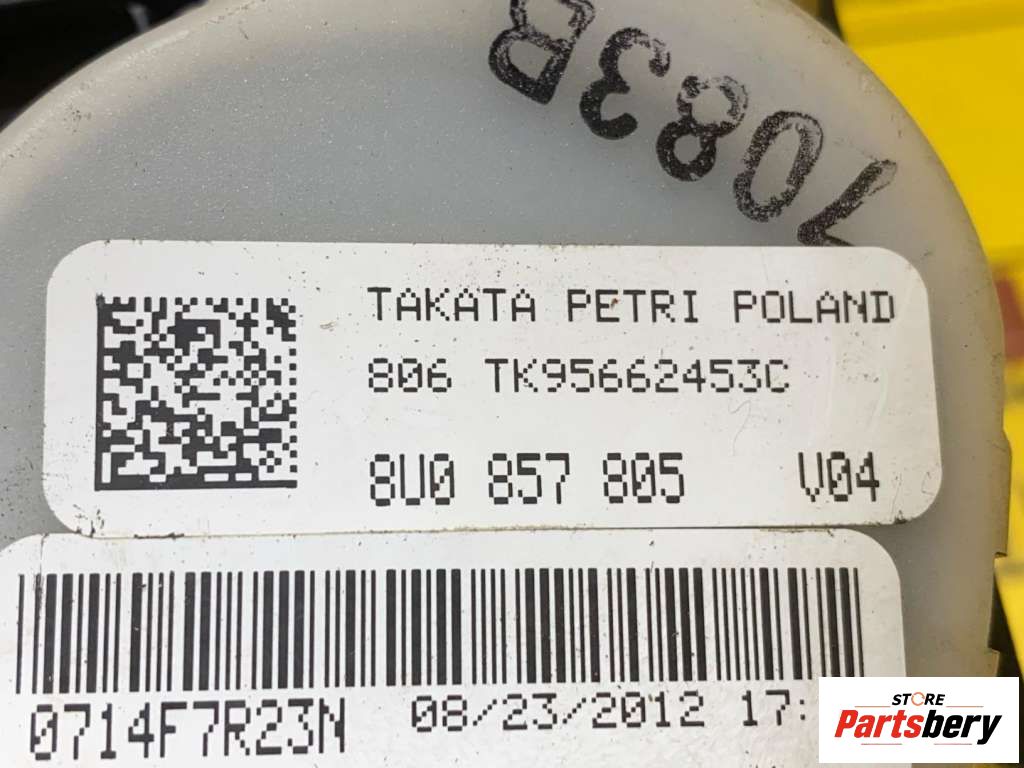 1083B
TAKATA PETRI POLAND
806 TK95662453C
8U0 857 805 V04
0714F7R23N 08/23/2012 17:
STORE
Partsbery